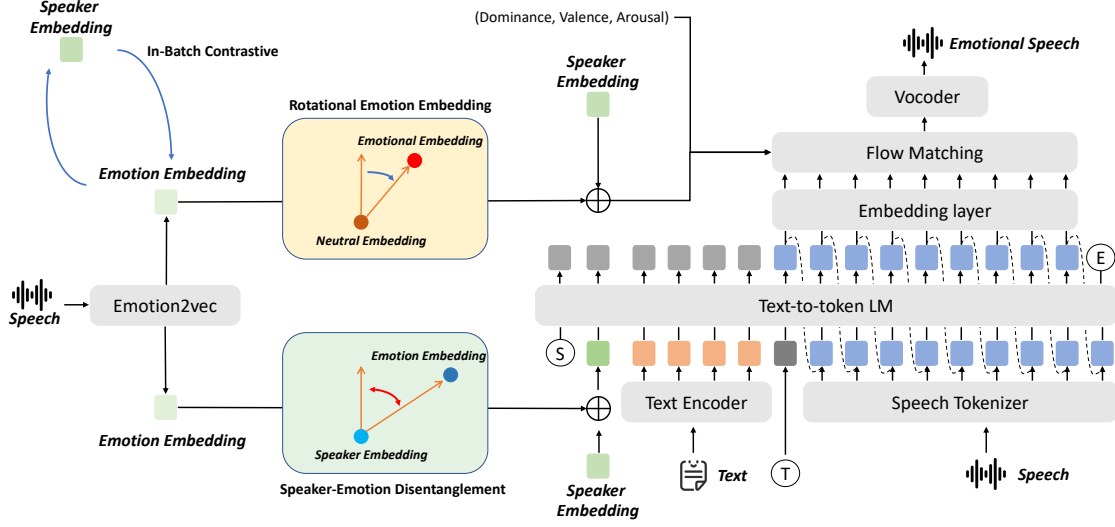 Speaker
Embedding
In-Batch Contrastive
(Dominance, Valence, Arousal)
Emotional Speech
Speaker
Embedding
Vocoder
Rotational Emotion Embedding
Emotional Embedding
Neutral Embedding
Flow Matching
Emotion Embedding
Embedding layer
E
Speech
Emotion2vec
Text-to-token LM
S
Emotion Embedding
Speaker Embedding
Text Encoder
Speech Tokenizer
Emotion Embedding
Speaker-Emotion Disentanglement
Speaker
Embedding
Text
T
Speech